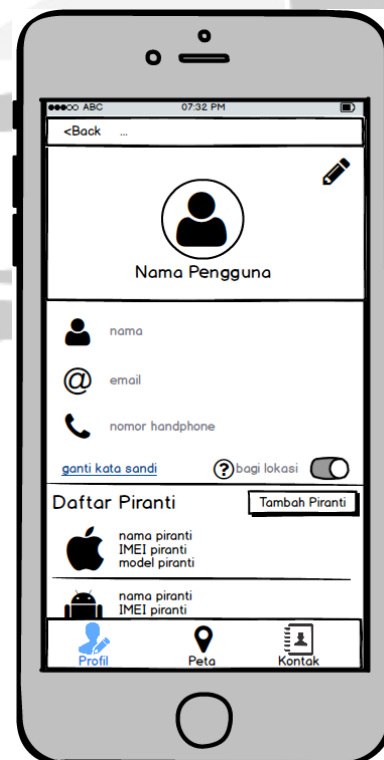 ABC 07:32 PM
<Back ...
Nama Pengguna
nama
@ email
nomor handphone
ganti kata sandi ? bagi lokasi
Daftar Piranti Tambah Piranti
nama piranti
IMEI piranti
model piranti
nama piranti
IMEI piranti
Profil Peta Kontak